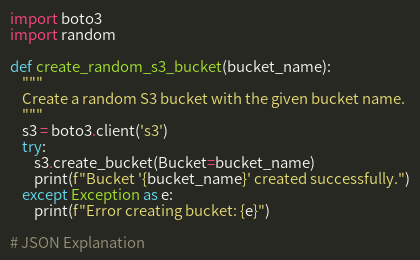 import boto3
import random

def create_random_s3_bucket(bucket_name):
    """
    Create a random S3 bucket with the given bucket name.
    """
    s3 = boto3.client('s3')
    try:
        s3.create_bucket(Bucket=bucket_name)
        print(f"Bucket '{bucket_name}' created successfully.")
    except Exception as e:
        print(f"Error creating bucket: {e}")

# JSON Explanation